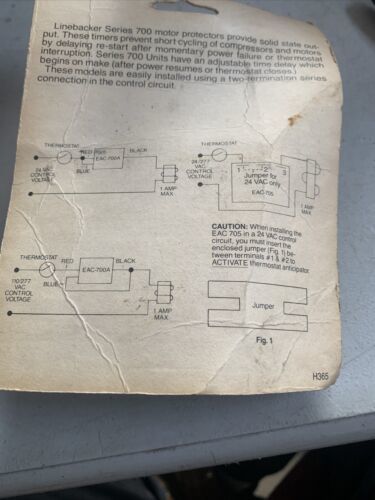 Linebacker Series 700 motor protectors provide solid state out-
put. These timers prevent short cycling of compressors and motors
by delaying re-start after momentary power failure or thermostat
interruption. Series 700 Units have an adjustable time delay which
begins on make (after power resumes or thermostat closes.)
These models are easily installed using a two-termination series
connection in the control circuit.
THERMOSTAT
RED
BLACK
EAC-700A
BLUE
24 VAC
CONTROL
VOLTAGE
1 AMP
MAX
THERMOSTAT
24/277
VAC
CONTROL
VOLTAGE
1
2
3
Jumper for
24 VAC only
EAC-705
1 AMP
MAX.
CAUTION: When installing the
EAC 705 in a 24 VAC control
circuit, you must insert the
enclosed jumper (Fig. 1) be-
tween terminals #1 & #2 to
ACTIVATE thermostat anticipator.
THERMOSTAT
RED
BLACK
EAC-700A
BLUE
110/277
VAC
CONTROL
VOLTAGE
1 AMP
MAX
Jumper
Fig. 1
H365